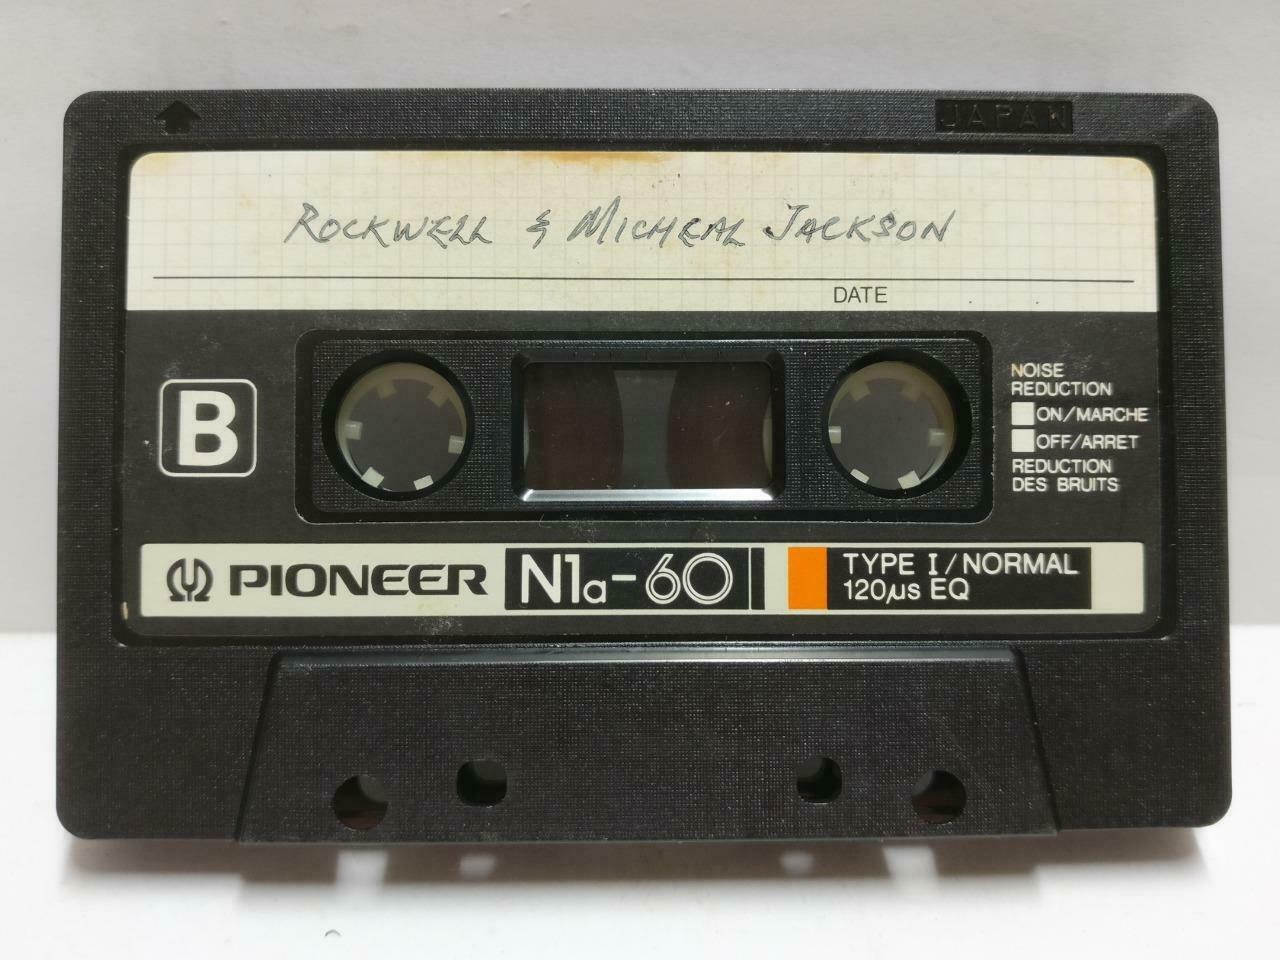 JAPAN
ROCKWELL & MICHEAL JACKSON
DATE
B
NOISE
REDUCTION
ON/MARCHE
OFF/ARRET
REDUCTION
DES BRUITS
PIONEER N1a-60 TYPE I/NORMAL
120μs EQ